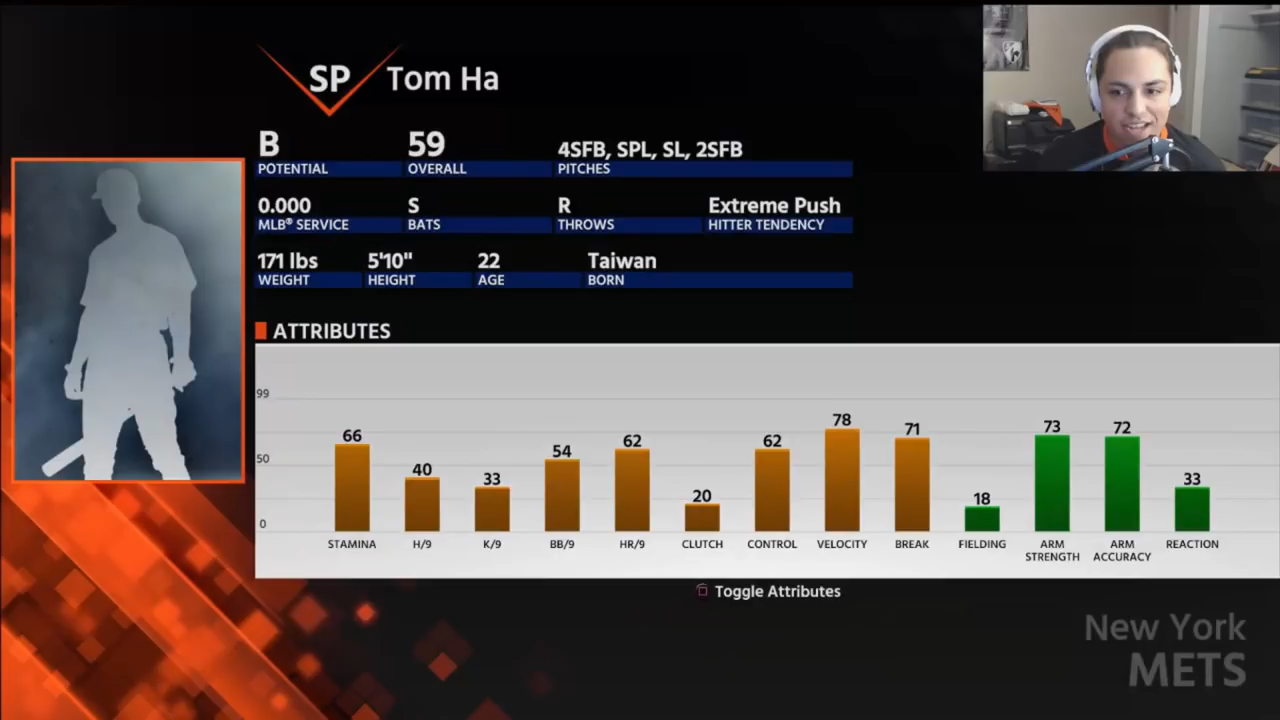 SP Tom Ha
B 59 4SFB, SPL, SL, 2SFB
POTENTIAL OVERALL PITCHES
0.000 S R Extreme Push
MLB® SERVICE BATS THROWS HITTER TENDENCY
171 lbs 5'10" 22 Taiwan
WEIGHT HEIGHT AGE BORN
ATTRIBUTES
99
50
0
66 40 33 54 62 20 62 78 71 18 73 72 33
STAMINA H/9 K/9 BB/9 HR/9 CLUTCH CONTROL VELOCITY BREAK FIELDING ARM STRENGTH ARM ACCURACY REACTION
Toggle Attributes
New York
METS